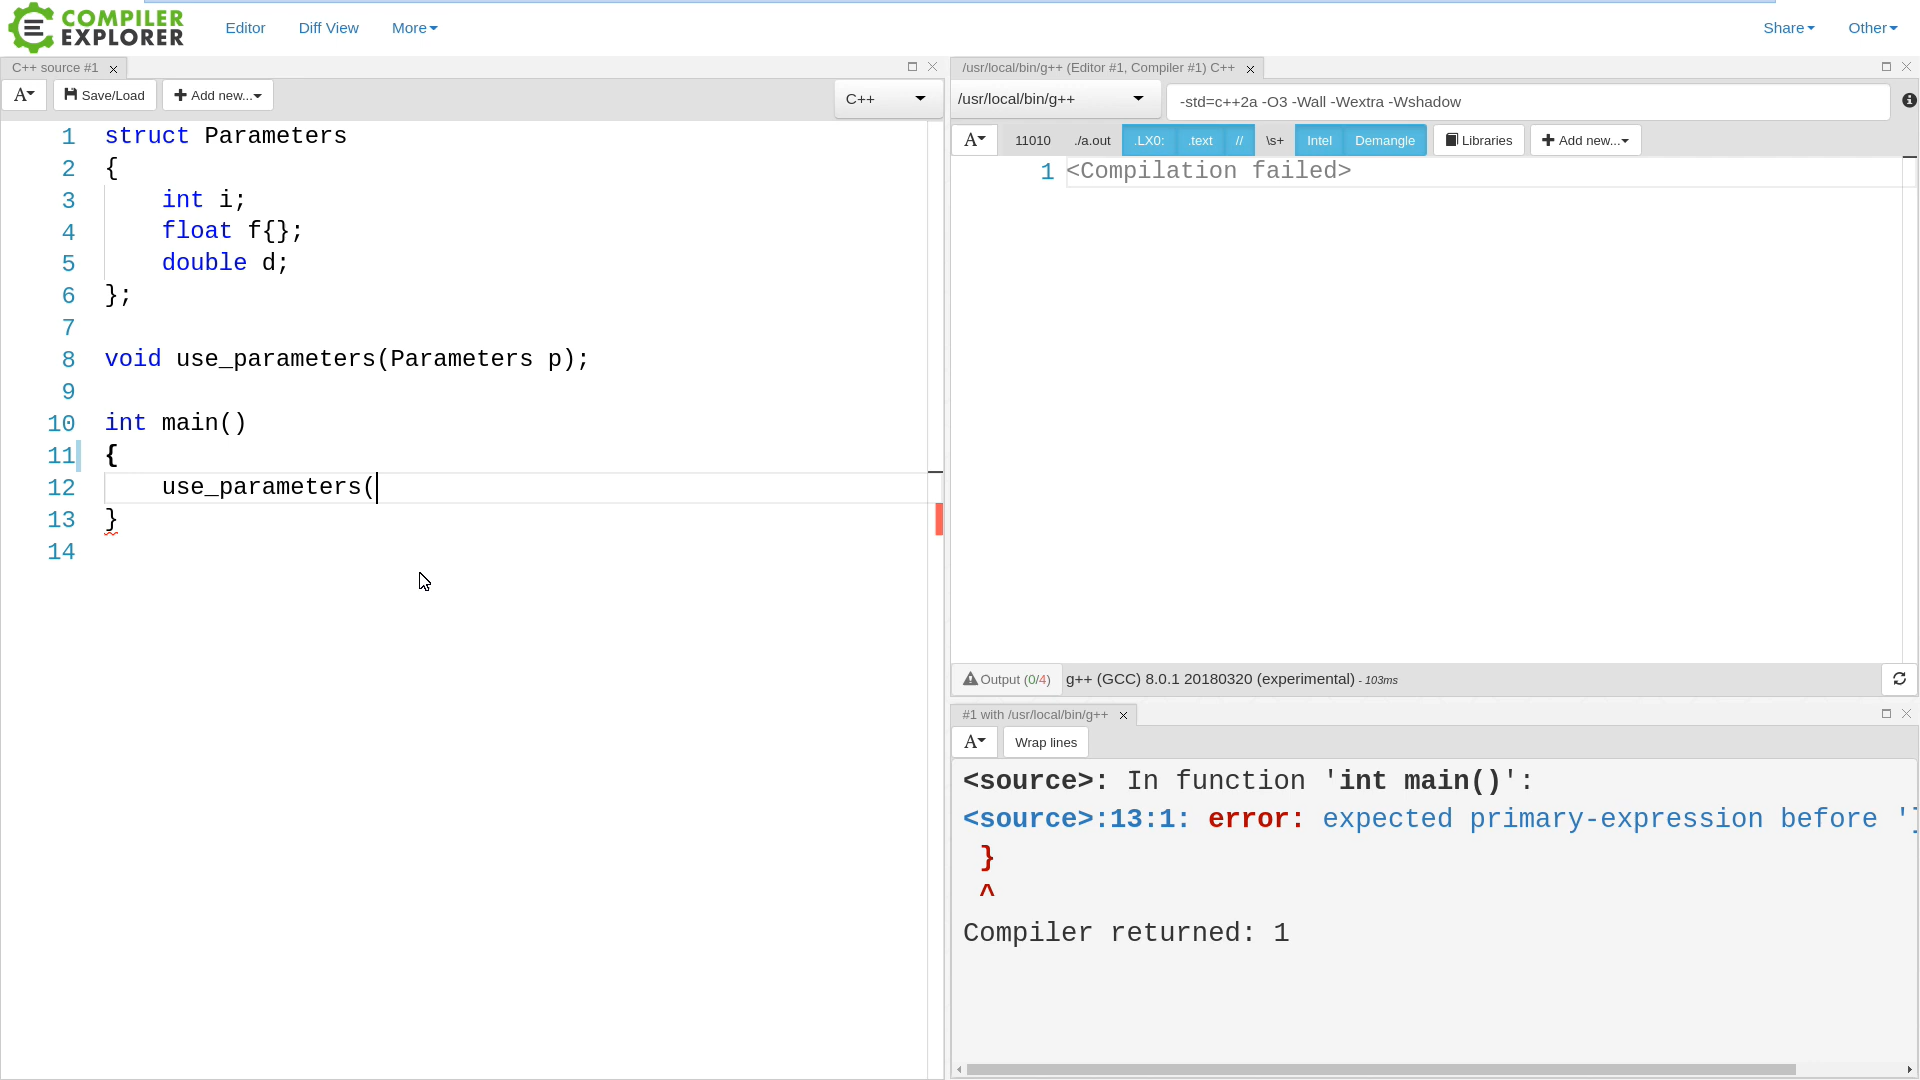 COMPILER
EXPLORER
Editor
Diff View
More
Share
Other
C++ source #1
A
Save/Load
Add new...
C++
1 struct Parameters
2 {
3 int i;
4 float f{};
5 double d;
6 };
7
8 void use_parameters(Parameters p);
9
10 int main()
11 {
12 use_parameters(
13 }
14
/usr/local/bin/g++ (Editor #1, Compiler #1) C++
/usr/local/bin/g++
-std=c++2a -O3 -Wall -Wextra -Wshadow
A
11010
./a.out
.LX0:
.text
//
\s+
Intel
Demangle
Libraries
Add new...
1 <Compilation failed>
Output (0/4)
g++ (GCC) 8.0.1 20180320 (experimental) - 103ms
#1 with /usr/local/bin/g++
A
Wrap lines
<source>: In function 'int main()':
<source>:13:1: error: expected primary-expression before '
}
^
Compiler returned: 1